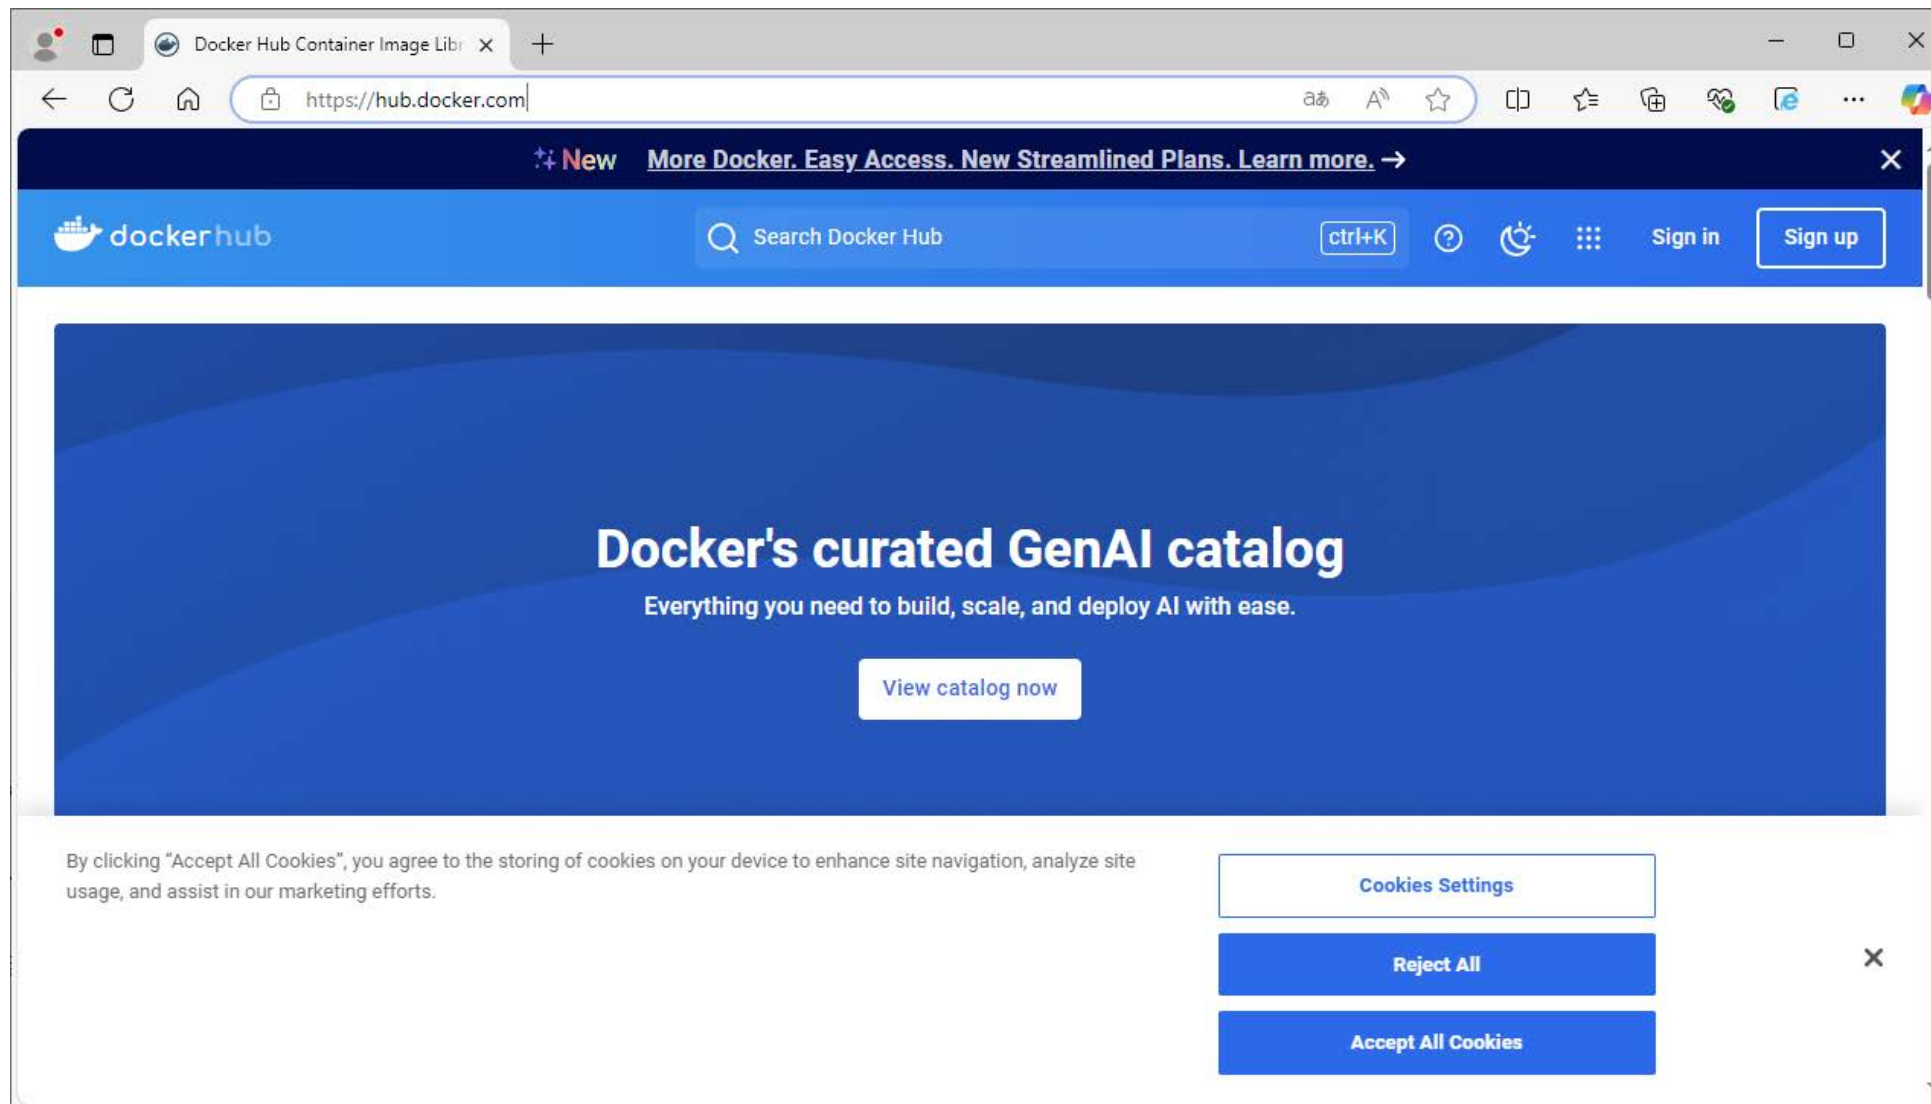 Docker Hub Container Image Libr
https://hub.docker.com
aあ
New More Docker. Easy Access. New Streamlined Plans. Learn more. →
dockerhub
Search Docker Hub
ctrl+K
Sign in
Sign up
Docker's curated GenAI catalog
Everything you need to build, scale, and deploy AI with ease.
View catalog now
By clicking “Accept All Cookies”, you agree to the storing of cookies on your device to enhance site navigation, analyze site
usage, and assist in our marketing efforts.
Cookies Settings
Reject All
Accept All Cookies